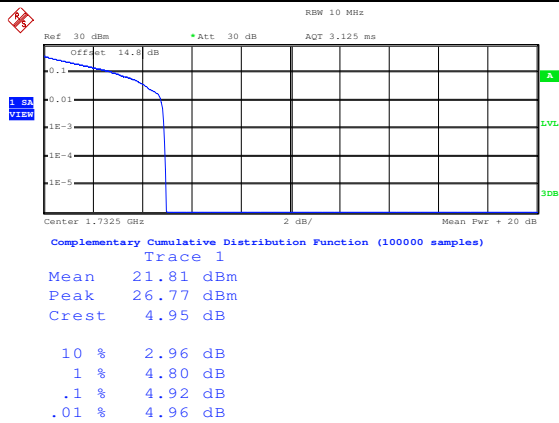 RBW 10 MHz
Ref 30 dBm *Att 30 dB AQT 3.125 ms
Offset 14.8 dB
0.1
A
0.01
1 SA
VIEW
1E-3
LVL
1E-4
1E-5
3DB
Center 1.7325 GHz 2 dB/ Mean Pwr + 20 dB
Complementary Cumulative Distribution Function (100000 samples)
Trace 1
Mean 21.81 dBm
Peak 26.77 dBm
Crest 4.95 dB
10 % 2.96 dB
1 % 4.80 dB
.1 % 4.92 dB
.01 % 4.96 dB